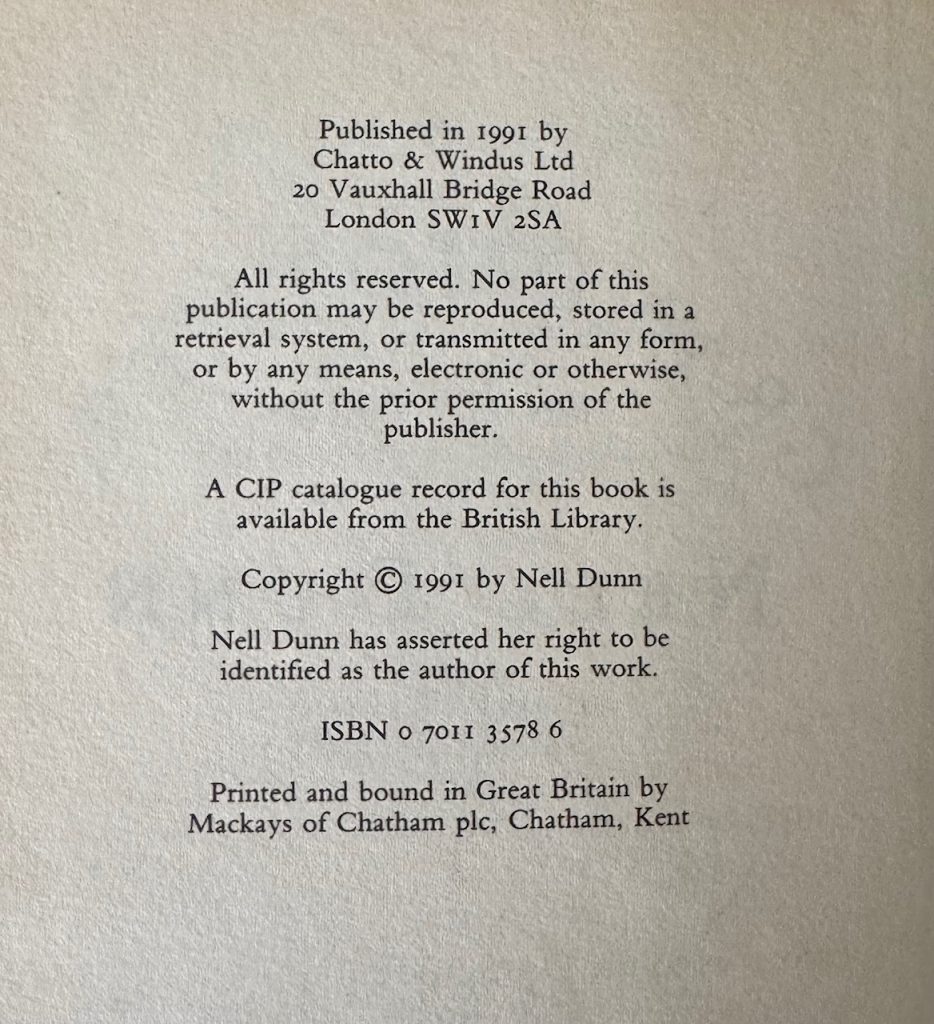 Published in 1991 by
Chatto & Windus Ltd
20 Vauxhall Bridge Road
London SW1V 2SA
All rights reserved. No part of this
publication may be reproduced, stored in a
retrieval system, or transmitted in any form,
or by any means, electronic or otherwise,
without the prior permission of the
publisher.
A CIP catalogue record for this book is
available from the British Library.
Copyright © 1991 by Nell Dunn
Nell Dunn has asserted her right to be
identified as the author of this work.
ISBN 0 7011 3578 6
Printed and bound in Great Britain by
Mackays of Chatham plc, Chatham, Kent